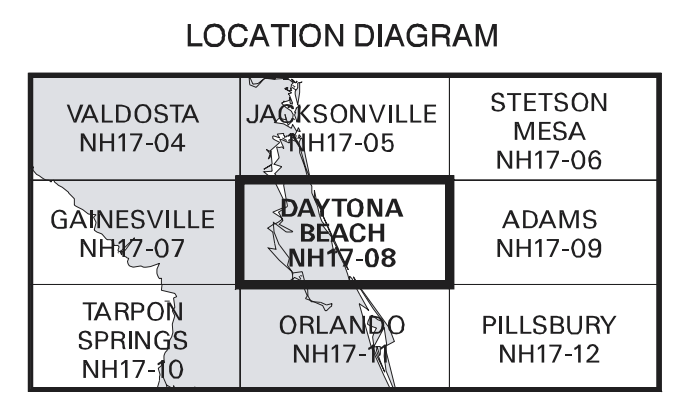 LOCATION DIAGRAM
VALDOSTA
NH17-04
JACKSONVILLE
NH17-05
STETSON
MESA
NH17-06
GAINESVILLE
NH17-07
DAYTONA
BEACH
NH17-08
ADAMS
NH17-09
TARPON
SPRINGS
NH17-10
ORLANDO
NH17-11
PILLSBURY
NH17-12